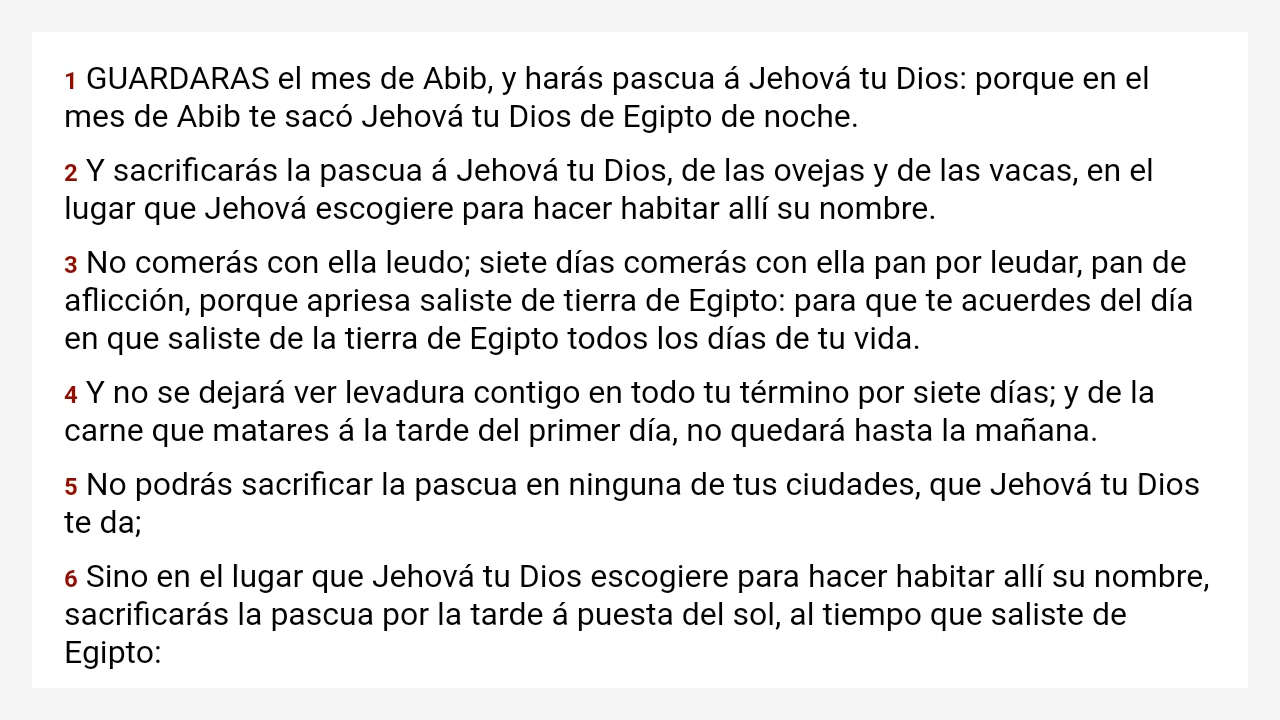 1 GUARDARAS el mes de Abib, y harás pascua á Jehová tu Dios: porque en el
mes de Abib te sacó Jehová tu Dios de Egipto de noche.
2 Y sacrificarás la pascua á Jehová tu Dios, de las ovejas y de las vacas, en el
lugar que Jehová escogiere para hacer habitar allí su nombre.
3 No comerás con ella leudo; siete días comerás con ella pan por leudar, pan de
aflicción, porque apriesa saliste de tierra de Egipto: para que te acuerdes del día
en que saliste de la tierra de Egipto todos los días de tu vida.
4 Y no se dejará ver levadura contigo en todo tu término por siete días; y de la
carne que matares á la tarde del primer día, no quedará hasta la mañana.
5 No podrás sacrificar la pascua en ninguna de tus ciudades, que Jehová tu Dios
te da;
6 Sino en el lugar que Jehová tu Dios escogiere para hacer habitar allí su nombre,
sacrificarás la pascua por la tarde á puesta del sol, al tiempo que saliste de
Egipto: